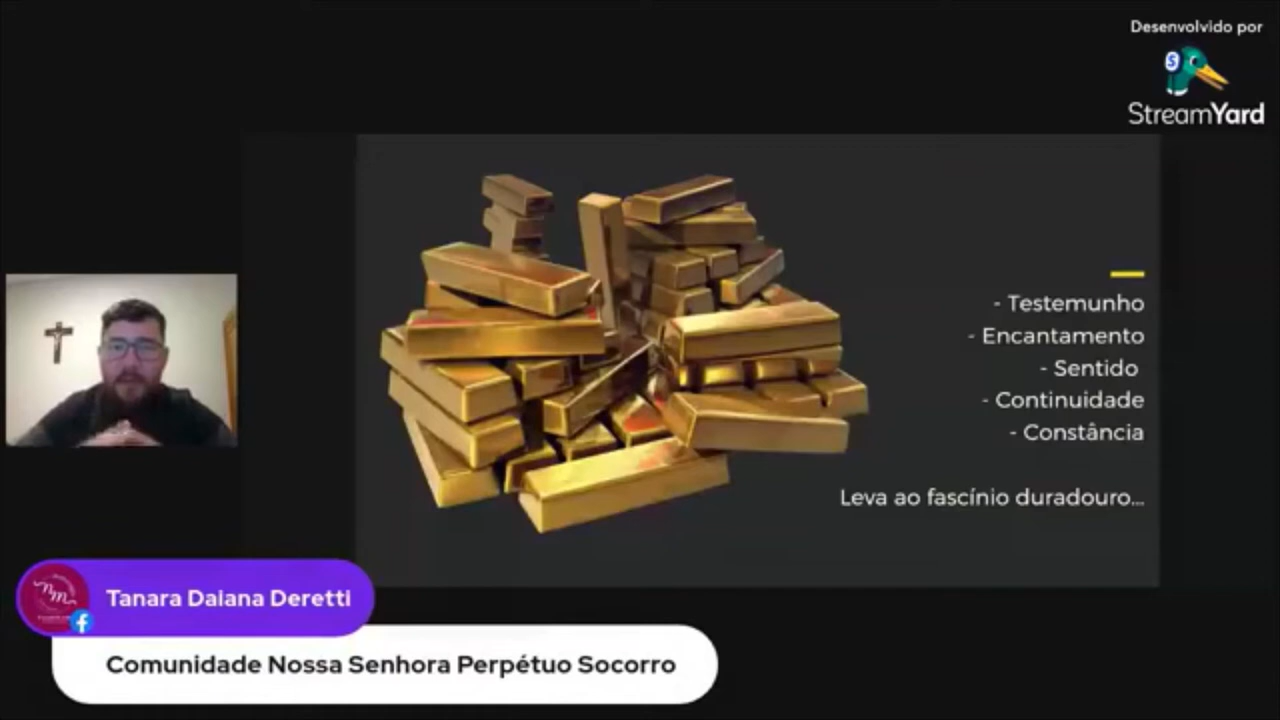 Desenvolvido por
StreamYard
- Testemunho
- Encantamento
- Sentido
- Continuidade
- Constância
Leva ao fascínio duradouro...
Tanara Daiana Deretti
Comunidade Nossa Senhora Perpétuo Socorro